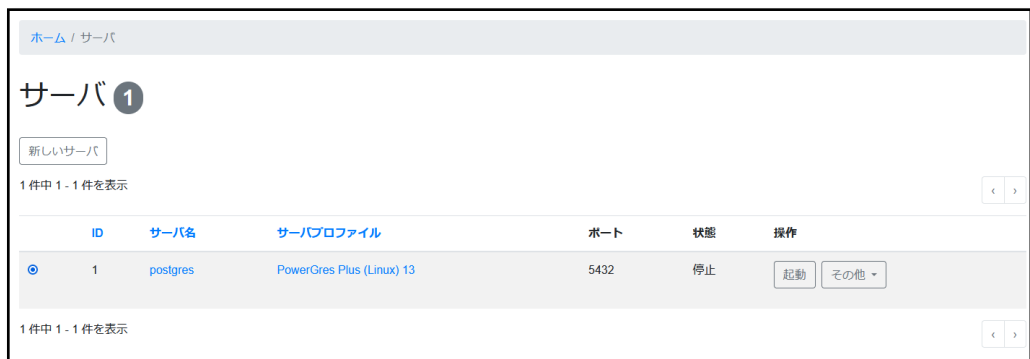 ホーム / サーバ
サーバ 1
新しいサーバ
1 件中 1 - 1 件を表示
‹ ›
ID サーバ名 サーバプロファイル ポート 状態 操作
1 postgres PowerGres Plus (Linux) 13 5432 停止 起動 その他
1 件中 1 - 1 件を表示
‹ ›